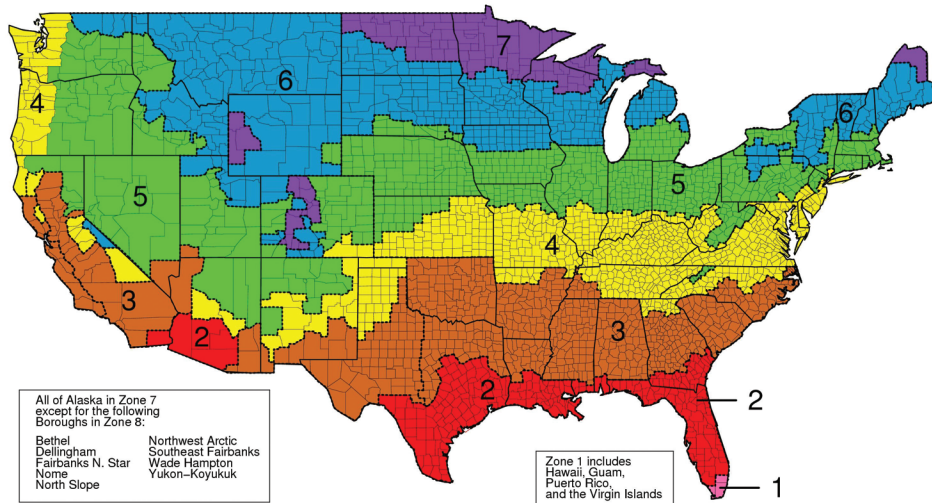 7
6
4
6
5
5
4
3
3
2
2
2
1
All of Alaska in Zone 7
except for the following
Boroughs in Zone 8:
Bethel Northwest Arctic
Dellingham Southeast Fairbanks
Fairbanks N. Star Wade Hampton
Nome Yukon–Koyukuk
North Slope
Zone 1 includes
Hawaii, Guam,
Puerto Rico,
and the Virgin Islands